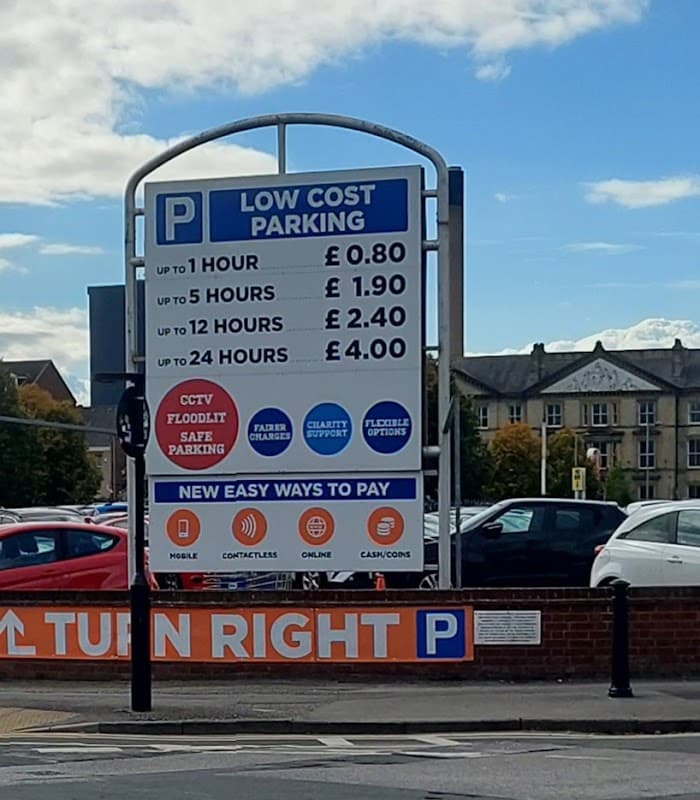 P LOW COST
PARKING
UP TO 1 HOUR £ 0.80
UP TO 5 HOURS £ 1.90
UP TO 12 HOURS £ 2.40
UP TO 24 HOURS £4.00
CCTV
FLOODLIT
SAFE
PARKING
FAIRER
CHARGES
CHARITY
SUPPORT
FLEXIBLE
OPTIONS
NEW EASY WAYS TO PAY
MOBILE CONTACTLESS ONLINE CASH/COINS
TURN RIGHT P